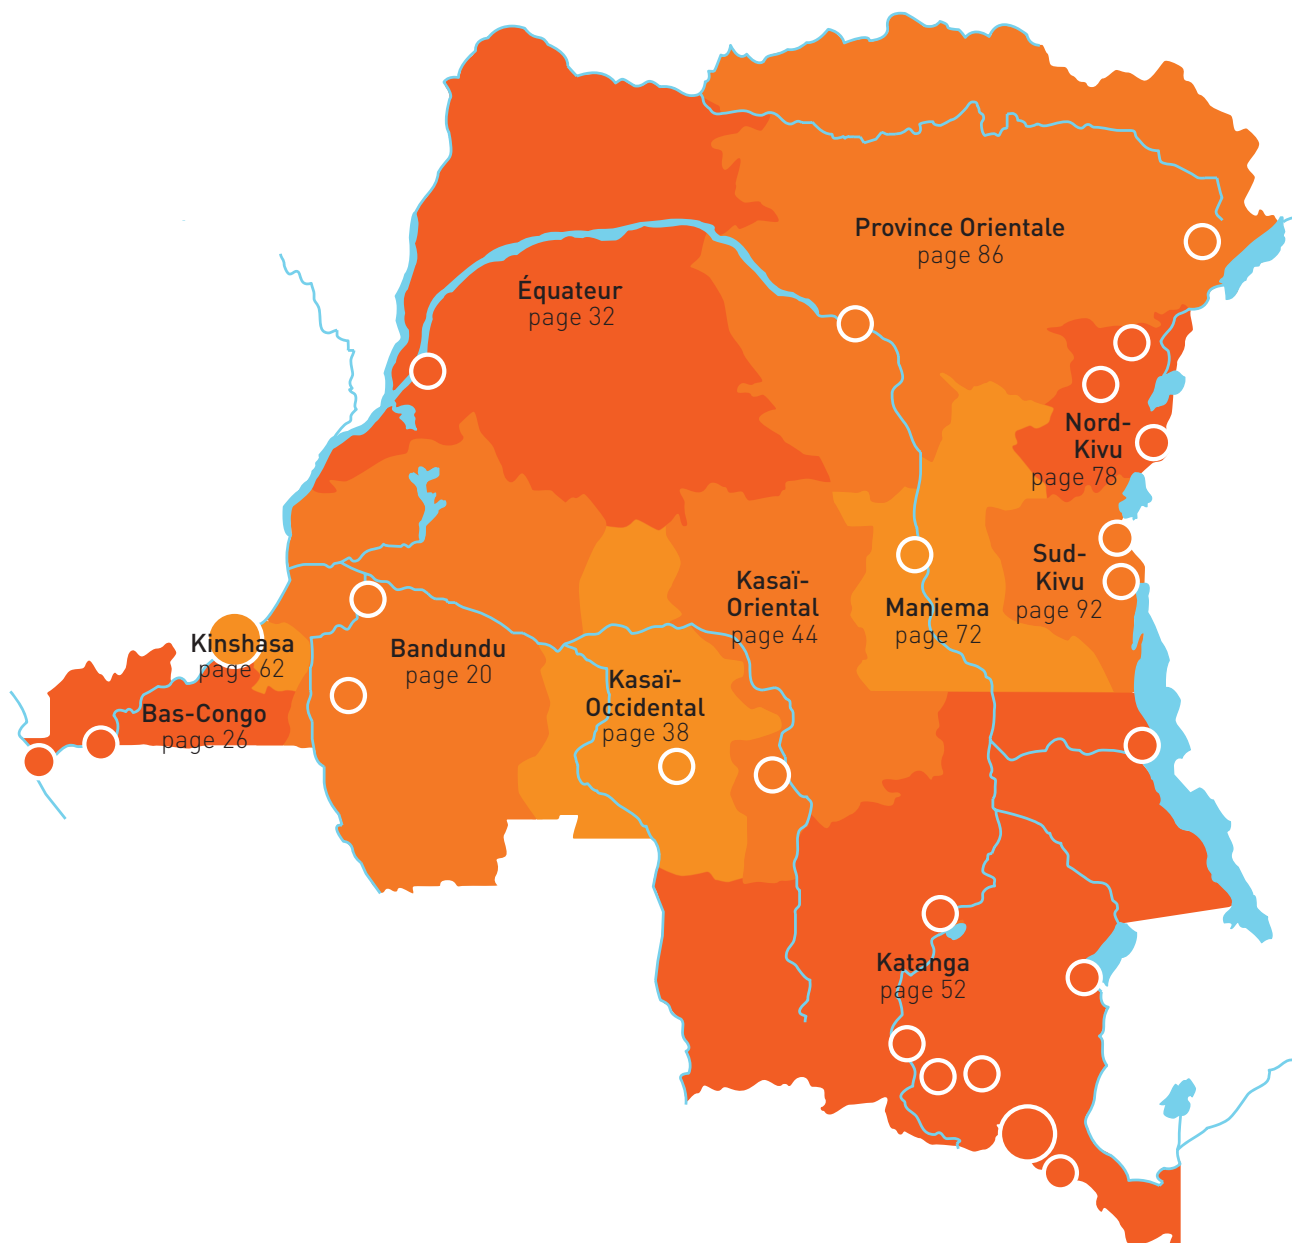 Province Orientale
page 86
Équateur
page 32
Nord-
Kivu
page 78
Sud-
Kivu
page 92
Kasaï-
Oriental
page 44
Maniema
page 72
Kinshasa
page 62
Bandundu
page 20
Kasaï-
Occidental
page 38
Bas-Congo
page 26
Katanga
page 52